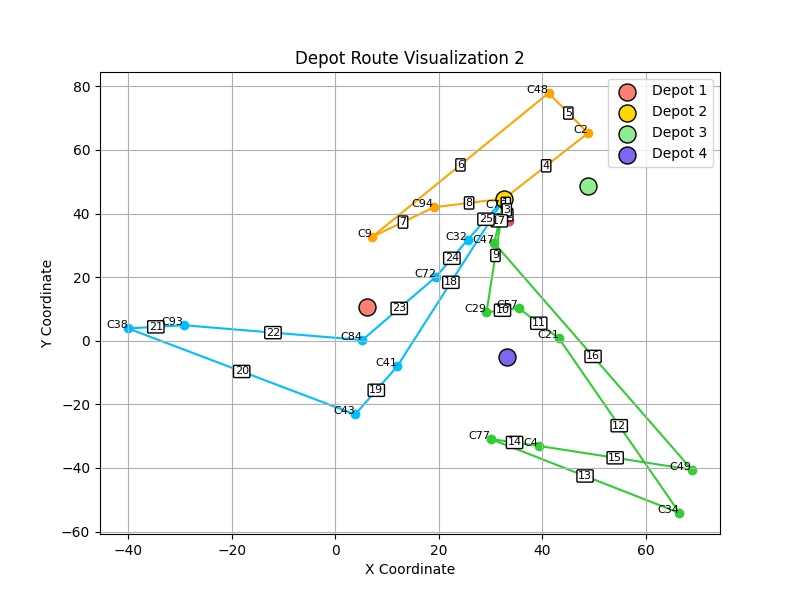 Depot Route Visualization 2
Depot 1
Depot 2
Depot 3
Depot 4
Y Coordinate
80
60
40
20
0
−20
−40
−60
−40
−20
0
20
40
60
X Coordinate
C48
5
C2
6
4
C94
8
C9
7
3
25
17
C32
C47
24
9
C72
18
23
C29
10
C57
11
C21
C38
21
C93
22
C84
16
C41
20
19
C43
12
C77
14
C4
15
C49
13
C34